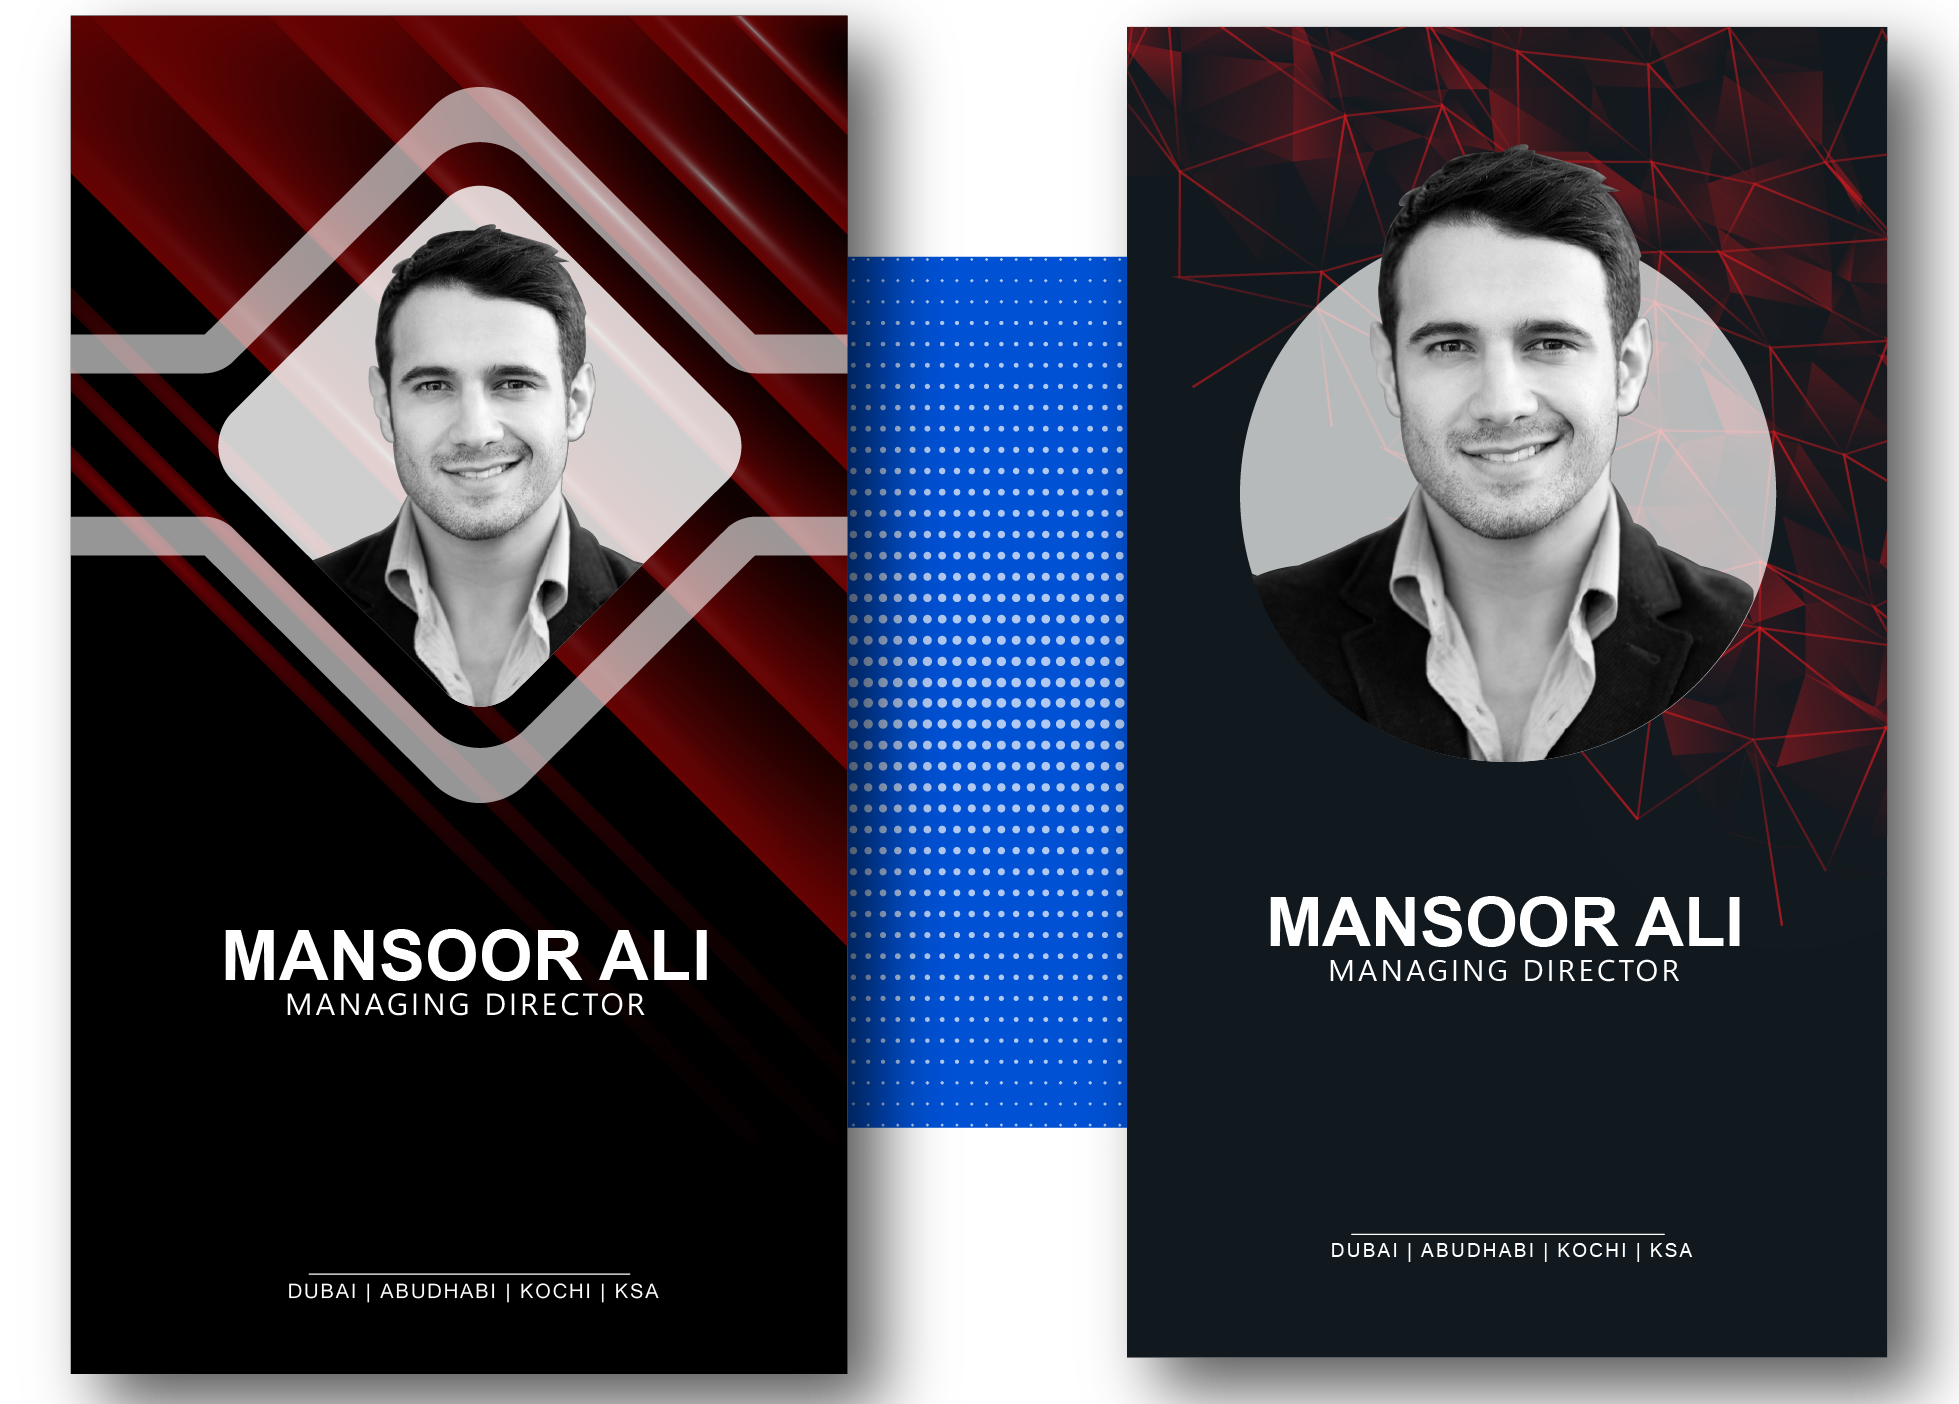 MANSOOR ALI
MANAGING DIRECTOR
DUBAI | ABUDHABI | KOCHI | KSA
MANSOOR ALI
MANAGING DIRECTOR
DUBAI | ABUDHABI | KOCHI | KSA